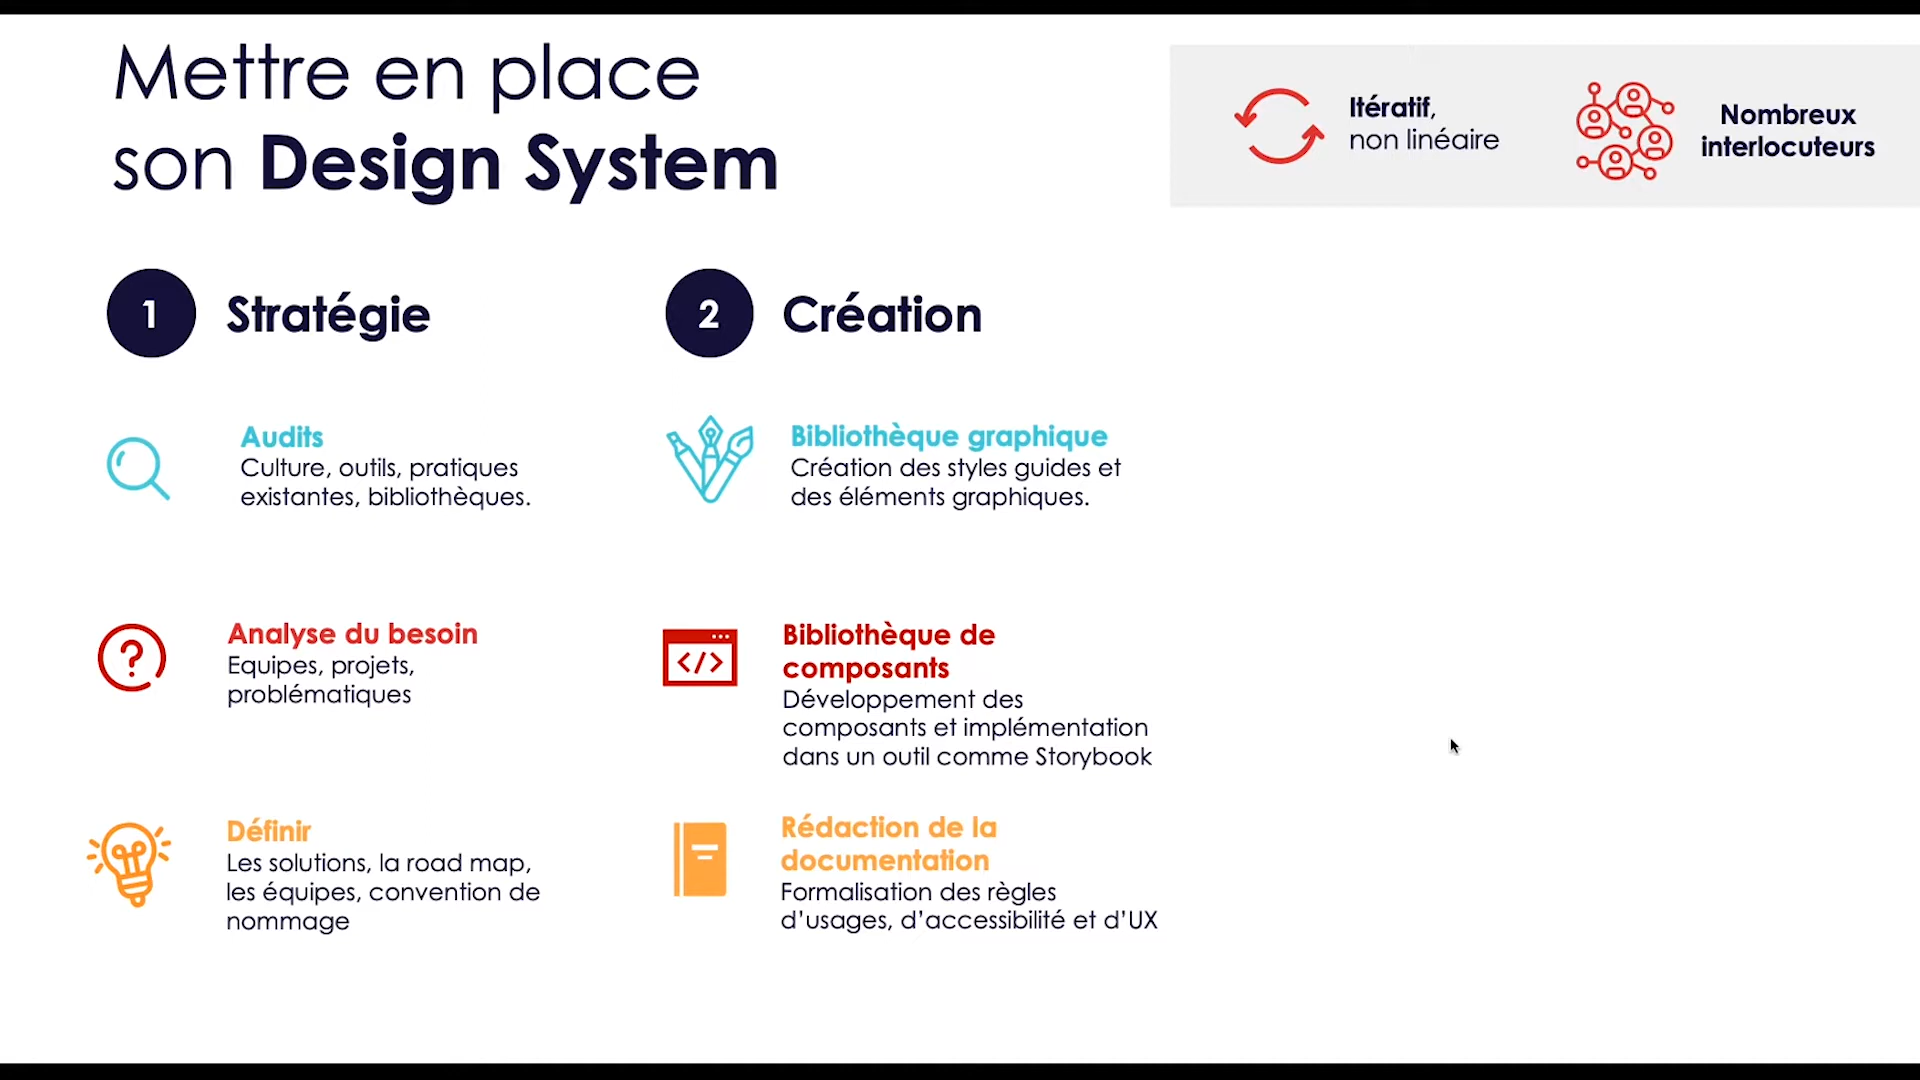 Mettre en place
son Design System
Itératif,
non linéaire
Nombreux
interlocuteurs
1 Stratégie
Audits
Culture, outils, pratiques
existantes, bibliothèques.
Analyse du besoin
Equipes, projets,
problématiques
Définir
Les solutions, la road map,
les équipes, convention de
nommage
2 Création
Bibliothèque graphique
Création des styles guides et
des éléments graphiques.
Bibliothèque de
composants
Développement des
composants et implémentation
dans un outil comme Storybook
Rédaction de la
documentation
Formalisation des règles
d'usages, d'accessibilité et d'UX